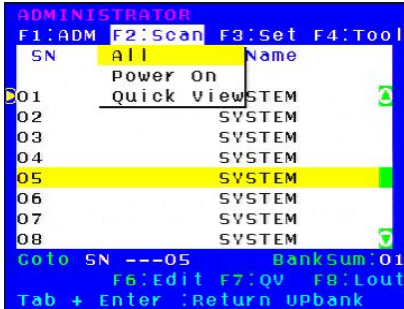 ADMINISTRATOR
F1:ADM F2:Scan F3:Set F4:Tool
SN All Name
Power On
01 Quick View SYSTEM
02 SYSTEM
03 SYSTEM
04 SYSTEM
05 SYSTEM
06 SYSTEM
07 SYSTEM
08 SYSTEM
Goto SN ---05 BankSum:01
F6:Edit F7:QV F8:Lout
Tab + Enter :Return UPbank